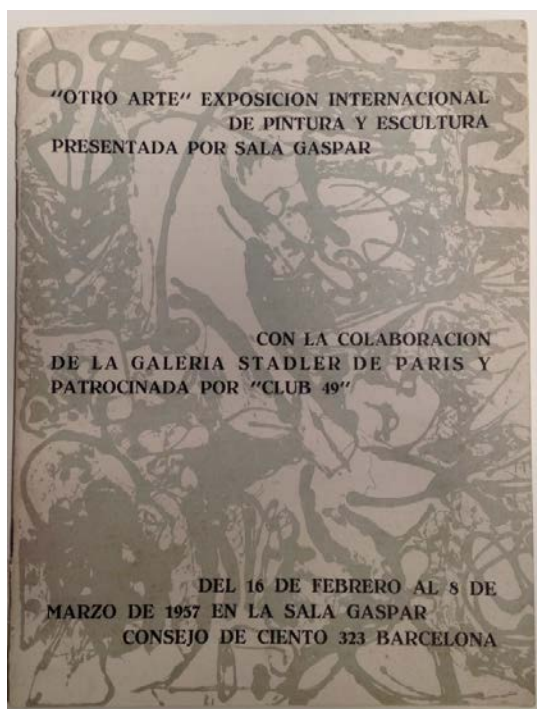 "OTRO ARTE" EXPOSICION INTERNACIONAL
DE PINTURA Y ESCULTURA
PRESENTADA POR SALA GASPAR
CON LA COLABORACION
DE LA GALERIA STADLER DE PARIS Y
PATROCINADA POR "CLUB 49"
DEL 16 DE FEBRERO AL 8 DE
MARZO DE 1957 EN LA SALA GASPAR
CONSEJO DE CIENTO 323 BARCELONA